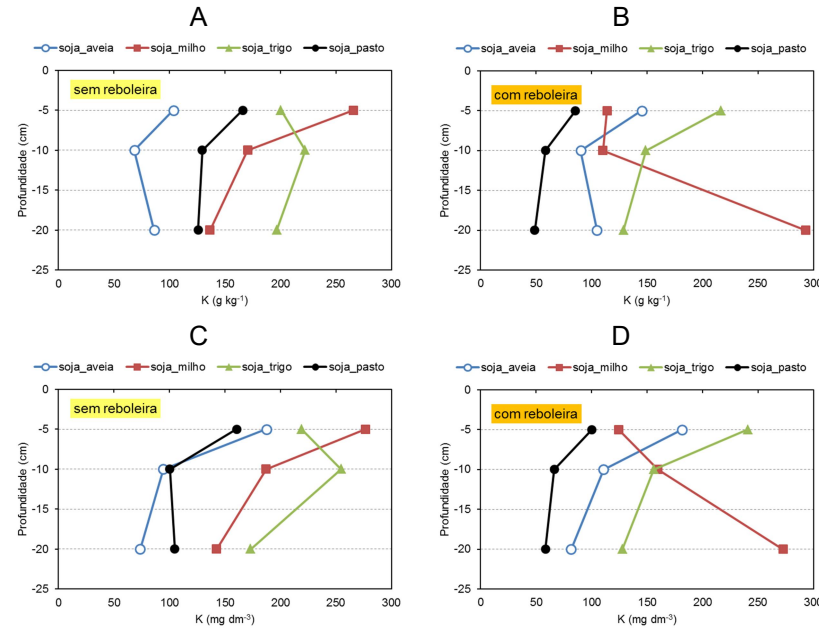 A
soja_aveia soja_milho soja_trigo soja_pasto
sem reboleira
Profundidade (cm)
0
-5
-10
-15
-20
-25
0 50 100 150 200 250 300
K (g kg⁻¹)
B
soja_aveia soja_milho soja_trigo soja_pasto
com reboleira
Profundidade (cm)
0
-5
-10
-15
-20
-25
0 50 100 150 200 250 300
K (g kg⁻¹)
C
soja_aveia soja_milho soja_trigo soja_pasto
sem reboleira
Profundidade (cm)
0
-5
-10
-15
-20
-25
0 50 100 150 200 250 300
K (mg dm⁻³)
D
soja_aveia soja_milho soja_trigo soja_pasto
com reboleira
Profundidade (cm)
0
-5
-10
-15
-20
-25
0 50 100 150 200 250 300
K (mg dm⁻³)